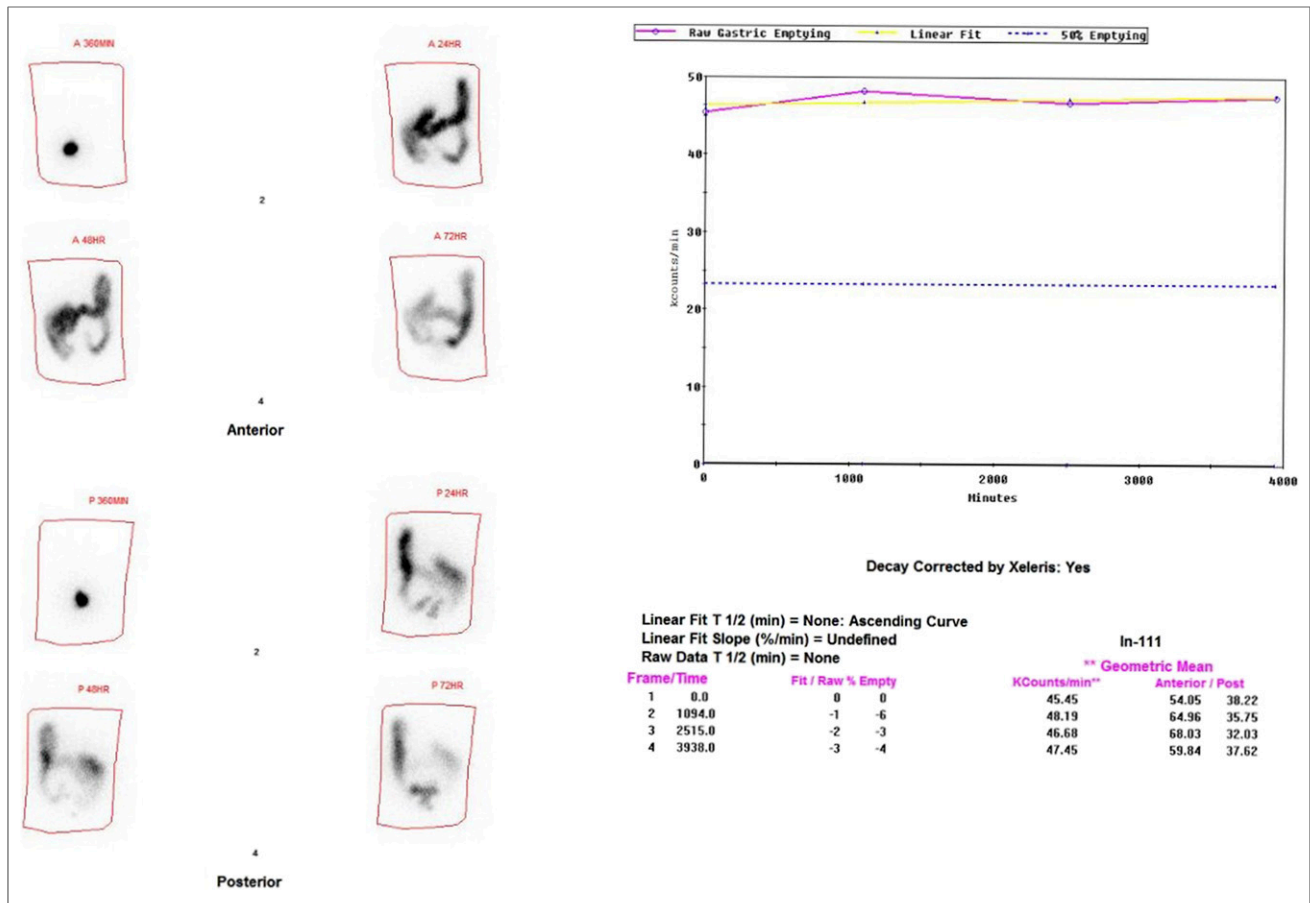 A 360MIN
A 24HR
2
A 48HR
A 72HR
4
Anterior
P 360MIN
P 24HR
2
P 48HR
P 72HR
4
Posterior
Raw Gastric Emptying Linear Fit 50% Emptying
50
40
30
20
10
0
kcounts/min
0 1000 2000 3000 4000
Minutes
Decay Corrected by Xeleris: Yes
Linear Fit T 1/2 (min) = None: Ascending Curve
Linear Fit Slope (%/min) = Undefined In-111
Raw Data T 1/2 (min) = None ** Geometric Mean
Frame/Time Fit / Raw % Empty KCounts/min** Anterior / Post
1 0.0 0 0 45.45 54.05 38.22
2 1094.0 -1 -6 48.19 64.96 35.75
3 2515.0 -2 -3 46.68 68.03 32.03
4 3938.0 -3 -4 47.45 59.84 37.62